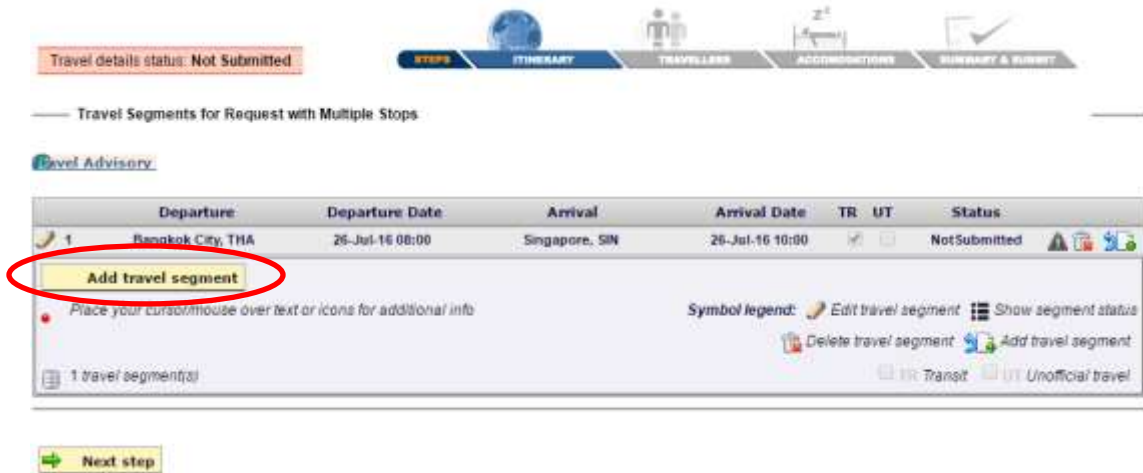 Travel details status: Not Submitted
STEPS ITINERARY TRAVELLERS ACCOMODATIONS SUMMARY & SUBMIT
Travel Segments for Request with Multiple Stops
Travel Advisory
Departure Departure Date Arrival Arrival Date TR UT Status
1 Bangkok City, THA 26-Jul-16 08:00 Singapore, SIN 26-Jul-16 10:00 NotSubmitted
Add travel segment
Place your cursor/mouse over text or icons for additional info
Symbol legend: Edit travel segment Show segment status
Delete travel segment Add travel segment
1 travel segment(s)
TR Transit UT Unofficial travel
Next step